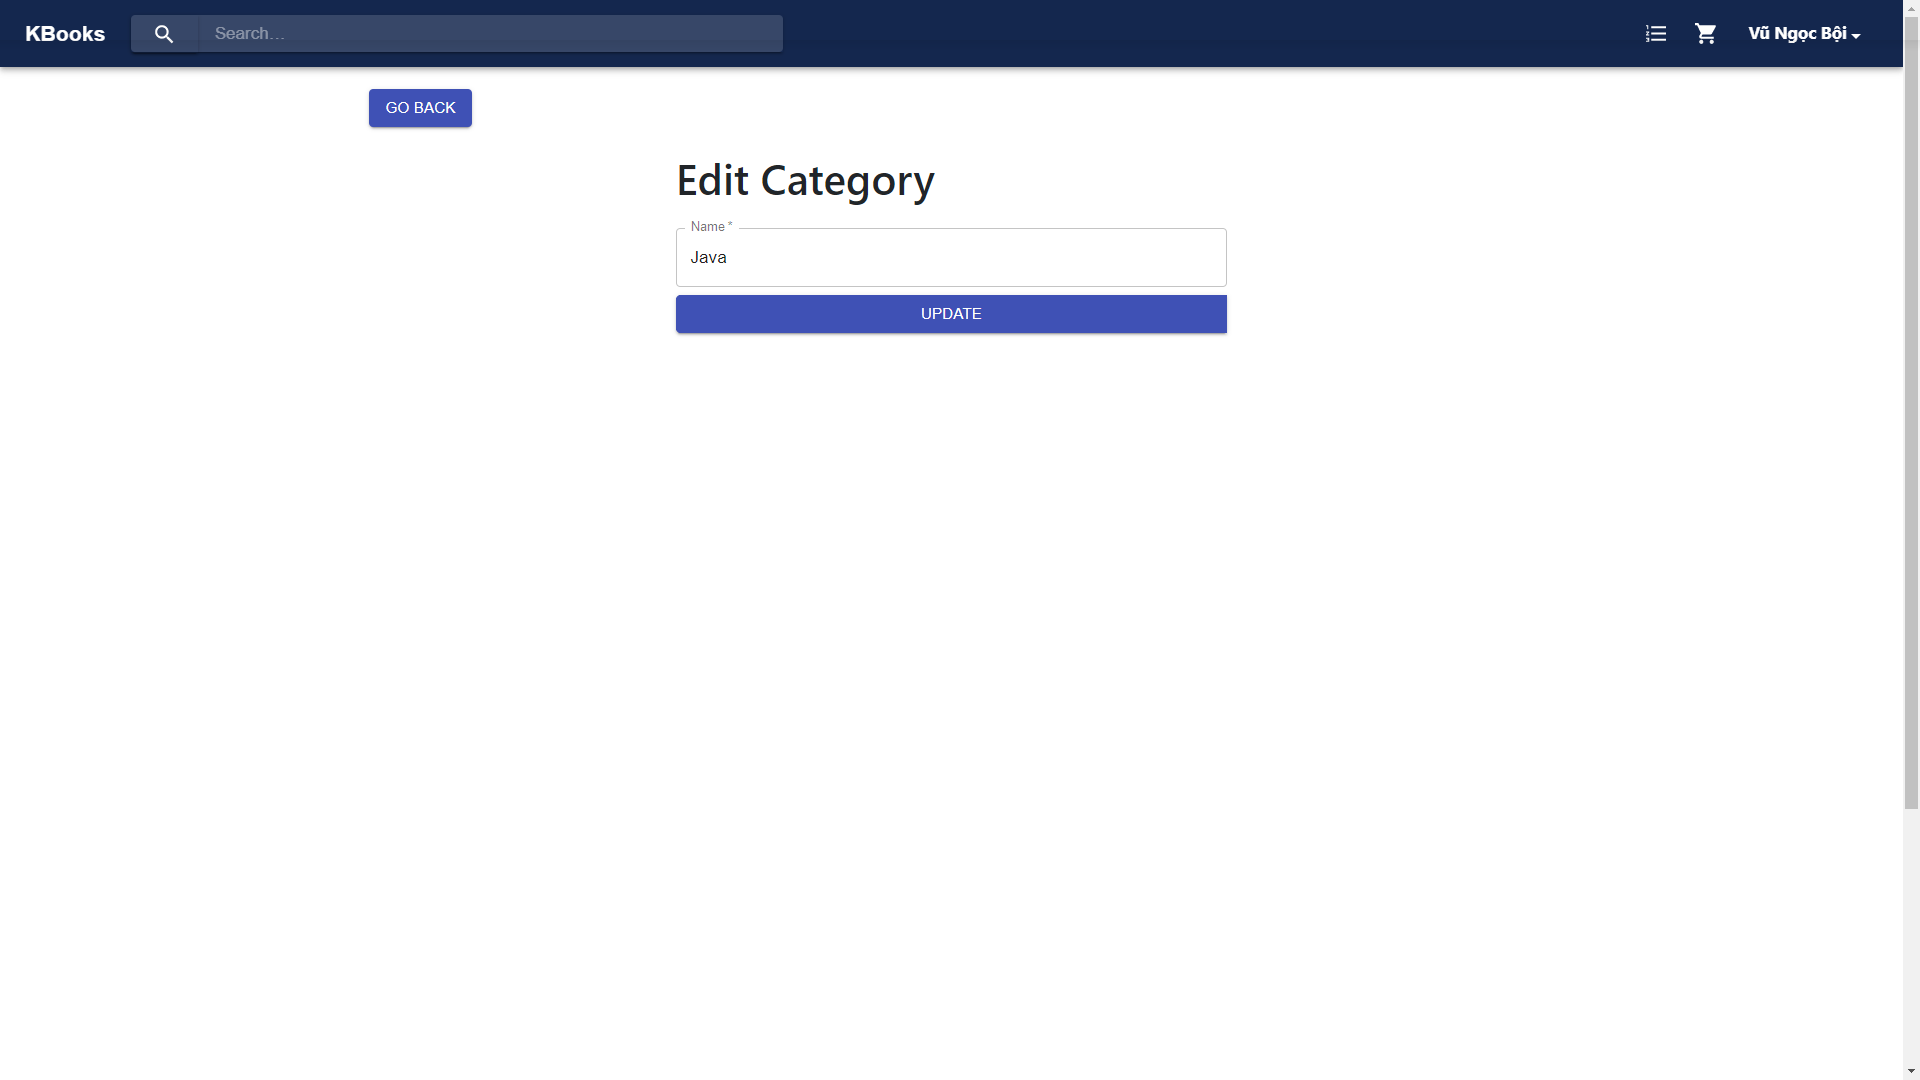 KBooks
Search…
Vũ Ngọc Bội
GO BACK
Edit Category
Name *
Java
UPDATE